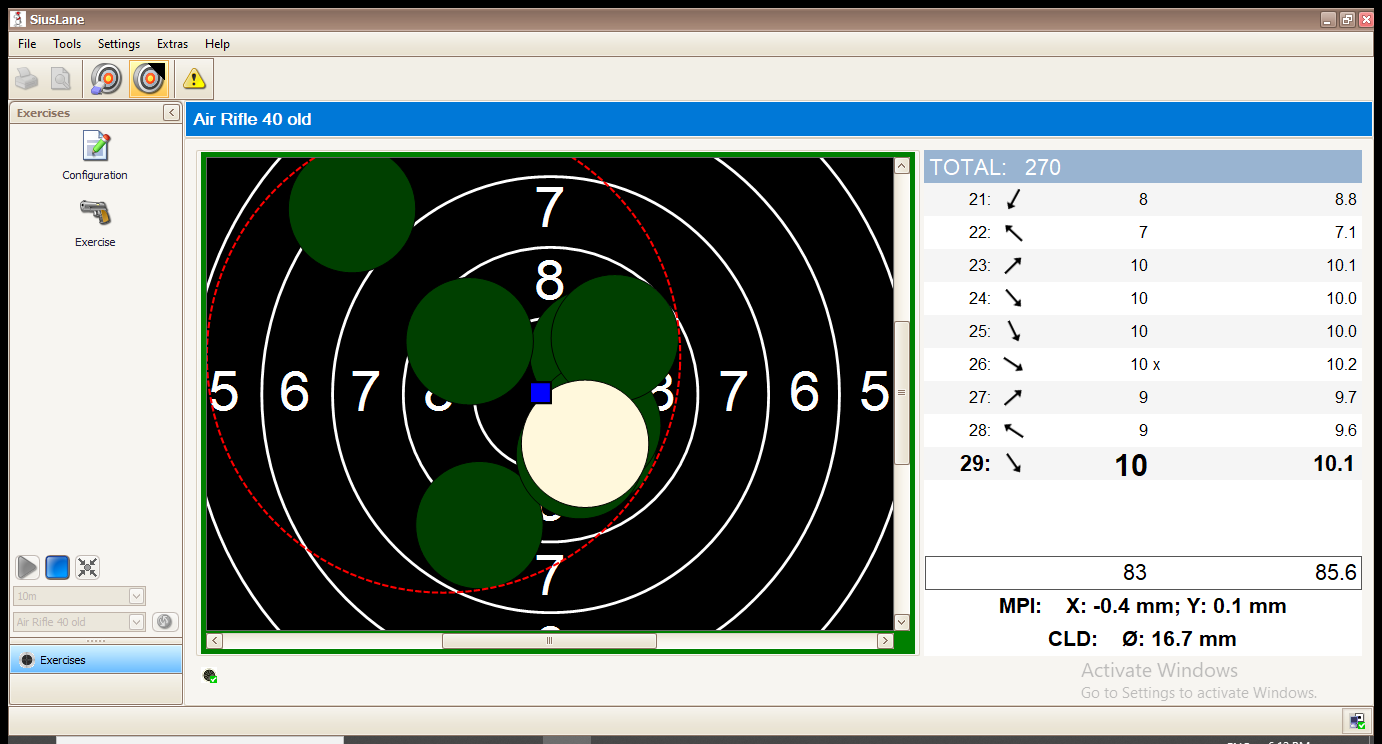 SiusLane
File Tools Settings Extras Help
Exercises
Configuration
Exercise
10m
Air Rifle 40 old
Exercises
Air Rifle 40 old
7
8
5 6 7 7 6 5
7
TOTAL: 270
21: 8 8.8
22: 7 7.1
23: 10 10.1
24: 10 10.0
25: 10 10.0
26: 10 x 10.2
27: 9 9.7
28: 9 9.6
29: 10 10.1
83 85.6
MPI: X: -0.4 mm; Y: 0.1 mm
CLD: Ø: 16.7 mm
Activate Windows
Go to Settings to activate Windows.